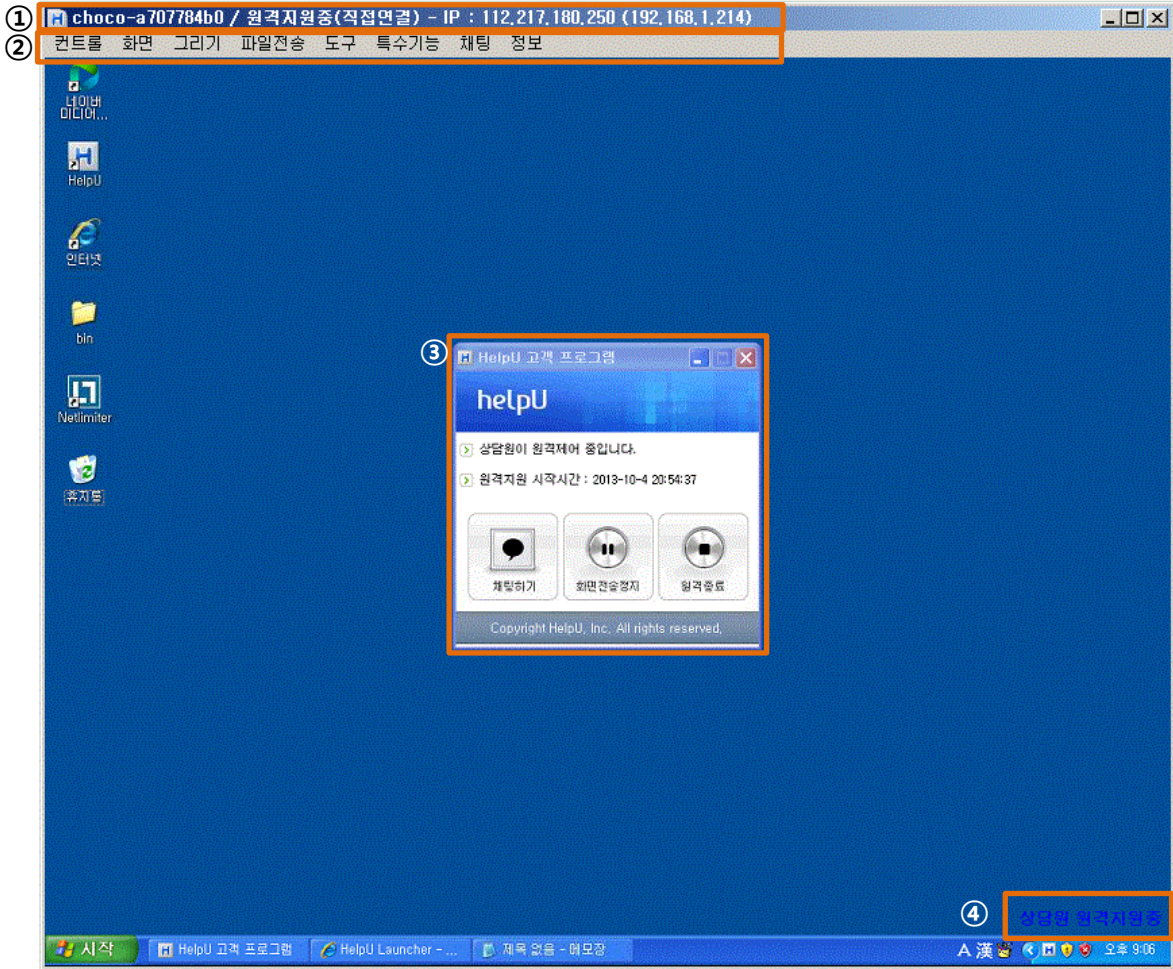 ① choco-a707784b0 / 원격지원중(직접연결) - IP : 112.217.180.250 (192.168.1.214)
② 컨트롤 화면 그리기 파일전송 도구 특수기능 채팅 정보
네이버
미디어...
HelpU
인터넷
bin
Netlimiter
휴지통
③ HelpU 고객 프로그램
helpU
상담원이 원격제어 중입니다.
원격지원 시작시간 : 2013-10-4 20:54:37
채팅하기 화면전송정지 원격종료
Copyright HelpU, Inc. All rights reserved.
④ 상담원 원격지원중
시작 HelpU 고객 프로그램 HelpU Launcher - ... 제목 없음 - 메모장 A 漢 오후 9:06